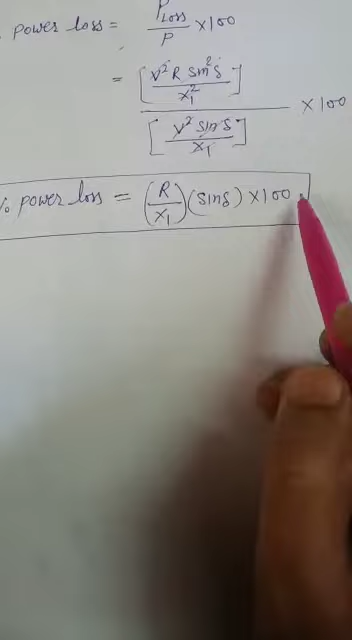 power loss = P_Loss / P × 100
= [V² R sin²δ / X₁²] / [V² sinδ / X₁] × 100
% power loss = (R / X₁) (sinδ) × 100.